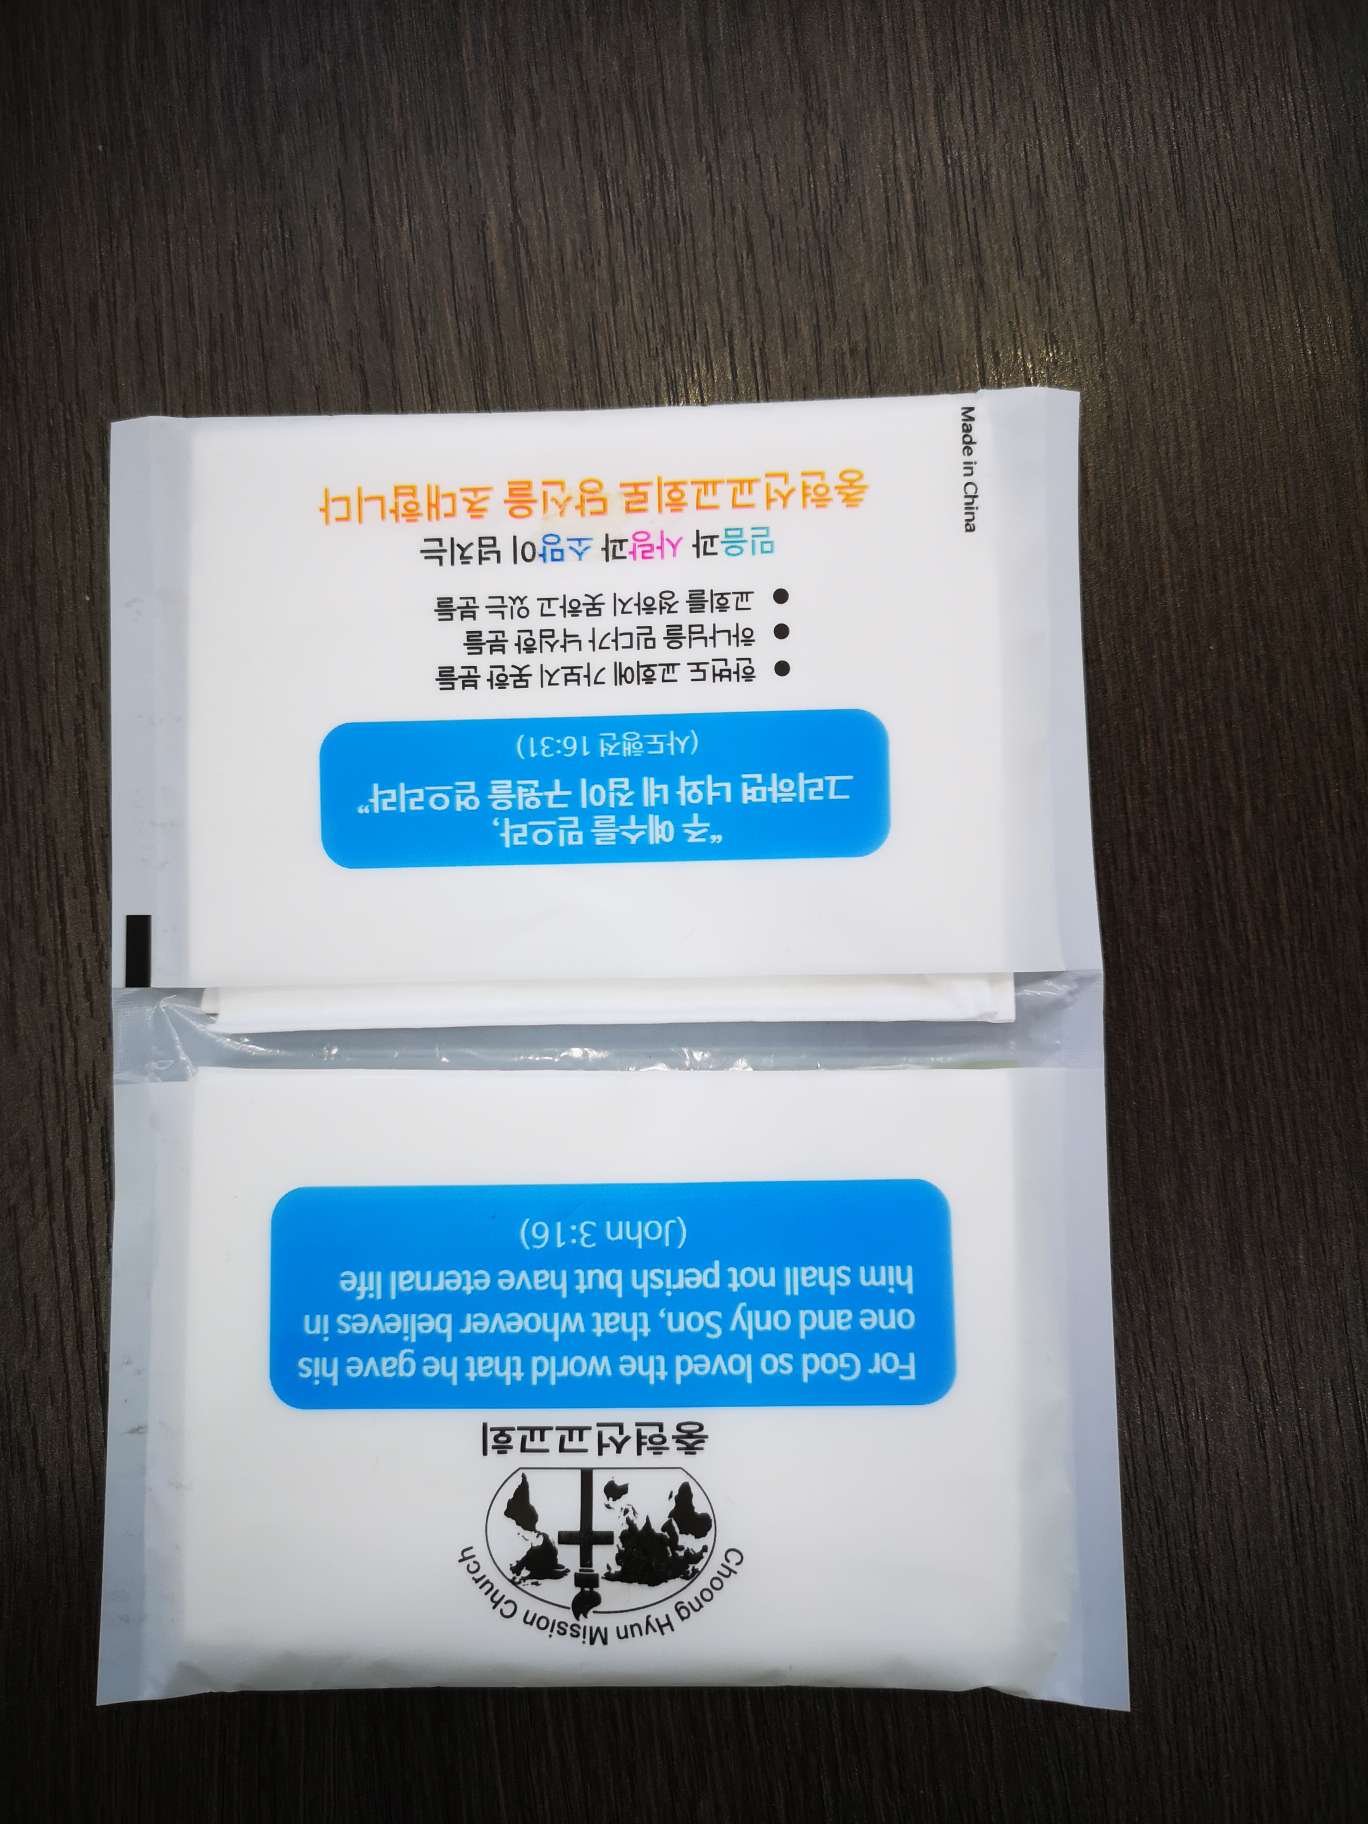 Choong Hyun Mission Church
충현선교교회
For God so loved the world that he gave his
one and only Son, that whoever believes in
him shall not perish but have eternal life
(John 3:16)
“주 예수를 믿으라,
그리하면 너와 네 집이 구원을 얻으리라”
(사도행전 16:31)
● 한번도 교회에 가보지 못한 분들
● 하나님을 믿다가 낙심한 분들
● 교회를 정하지 못하고 있는 분들
믿음과 사랑과 소망이 넘치는
충현선교교회로 당신을 초대합니다
Made in China